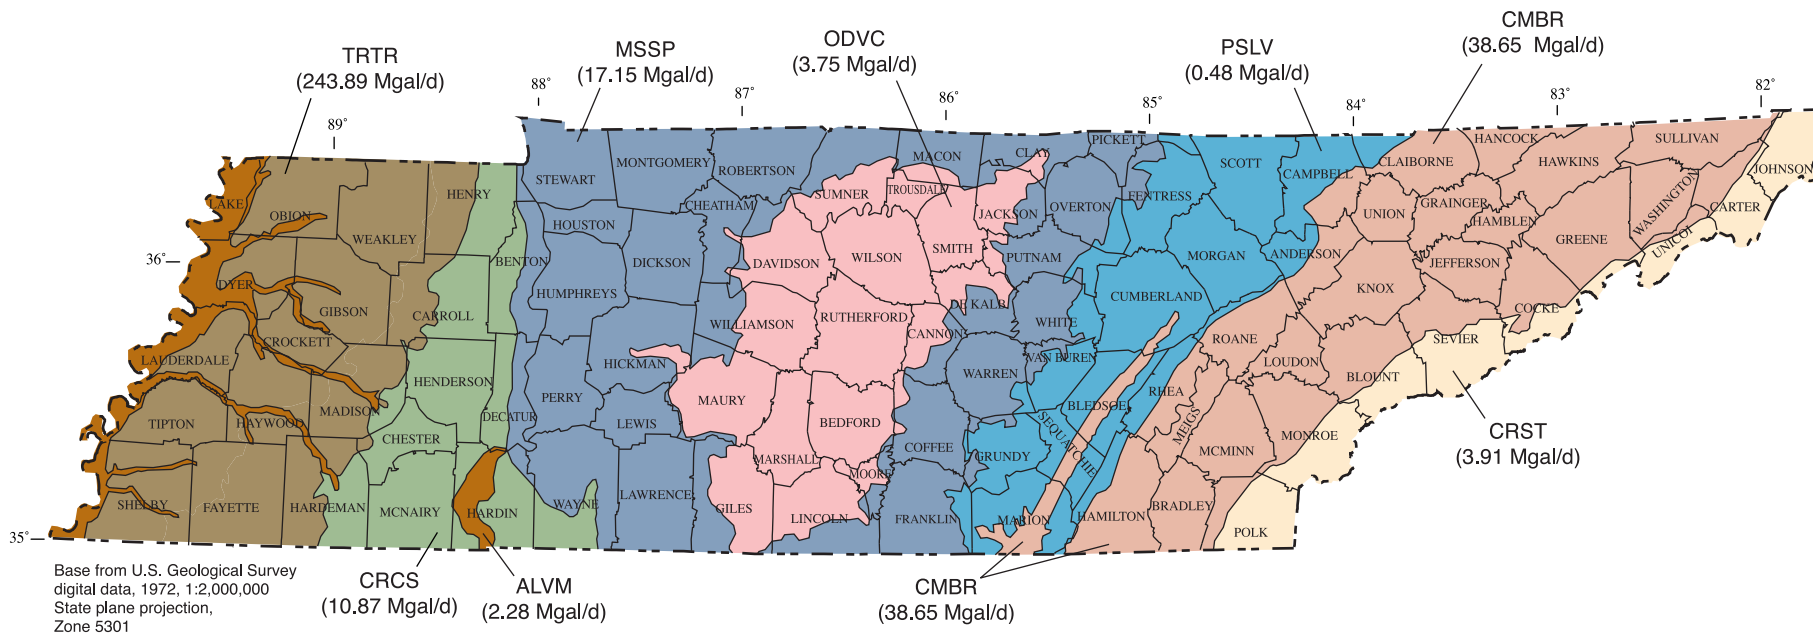 CMBR
(38.65 Mgal/d)
ODVC
(3.75 Mgal/d)
MSSP
(17.15 Mgal/d)
PSLV
(0.48 Mgal/d)
TRTR
(243.89 Mgal/d)
88°
87°
86°
85°
84°
83°
82°
89°
36°
35°
LAKE
OBION
HENRY
WEAKLEY
DYER
GIBSON
CARROLL
BENTON
CROCKETT
LAUDERDALE
HENDERSON
DECATUR
TIPTON
HAYWOOD
MADISON
CHESTER
SHELBY
FAYETTE
HARDEMAN
MCNAIRY
HARDIN
WAYNE
STEWART
MONTGOMERY
ROBERTSON
CHEATHAM
HOUSTON
DICKSON
HUMPHREYS
HICKMAN
PERRY
LEWIS
LAWRENCE
SUMNER
MACON
TROUSDALE
CLAY
PICKETT
JACKSON
OVERTON
FENTRESS
SMITH
WILSON
DAVIDSON
PUTNAM
WILLIAMSON
RUTHERFORD
DE KALB
CANNON
WHITE
WARREN
VAN BUREN
MAURY
BEDFORD
MARSHALL
MOORE
COFFEE
GILES
LINCOLN
FRANKLIN
SCOTT
CAMPBELL
MORGAN
ANDERSON
CUMBERLAND
RHEA
BLEDSOE
SEQUATCHIE
GRUNDY
MARION
HAMILTON
BRADLEY
POLK
MEIGS
MCMINN
MONROE
ROANE
LOUDON
BLOUNT
KNOX
UNION
CLAIBORNE
HANCOCK
HAWKINS
SULLIVAN
GRAINGER
HAMBLEN
JEFFERSON
GREENE
WASHINGTON
UNICOI
CARTER
JOHNSON
COCKE
SEVIER
CRST
(3.91 Mgal/d)
Base from U.S. Geological Survey
digital data, 1972, 1:2,000,000
State plane projection,
Zone 5301
CRCS
(10.87 Mgal/d)
ALVM
(2.28 Mgal/d)
CMBR
(38.65 Mgal/d)